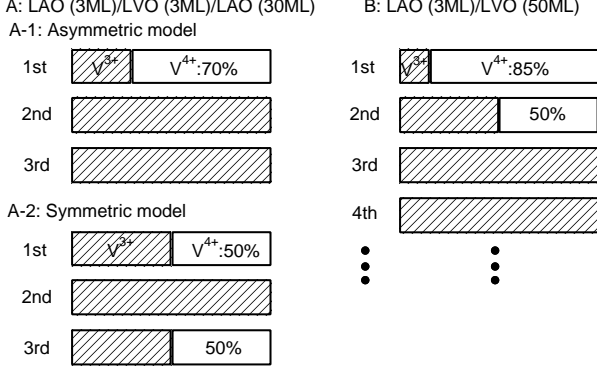 A: LAO (3ML)/LVO (3ML)/LAO (30ML)
A-1: Asymmetric model
1st V3+ V4+:70%
2nd
3rd
A-2: Symmetric model
1st V3+ V4+:50%
2nd
3rd 50%
B: LAO (3ML)/LVO (50ML)
1st V3+ V4+:85%
2nd 50%
3rd
4th